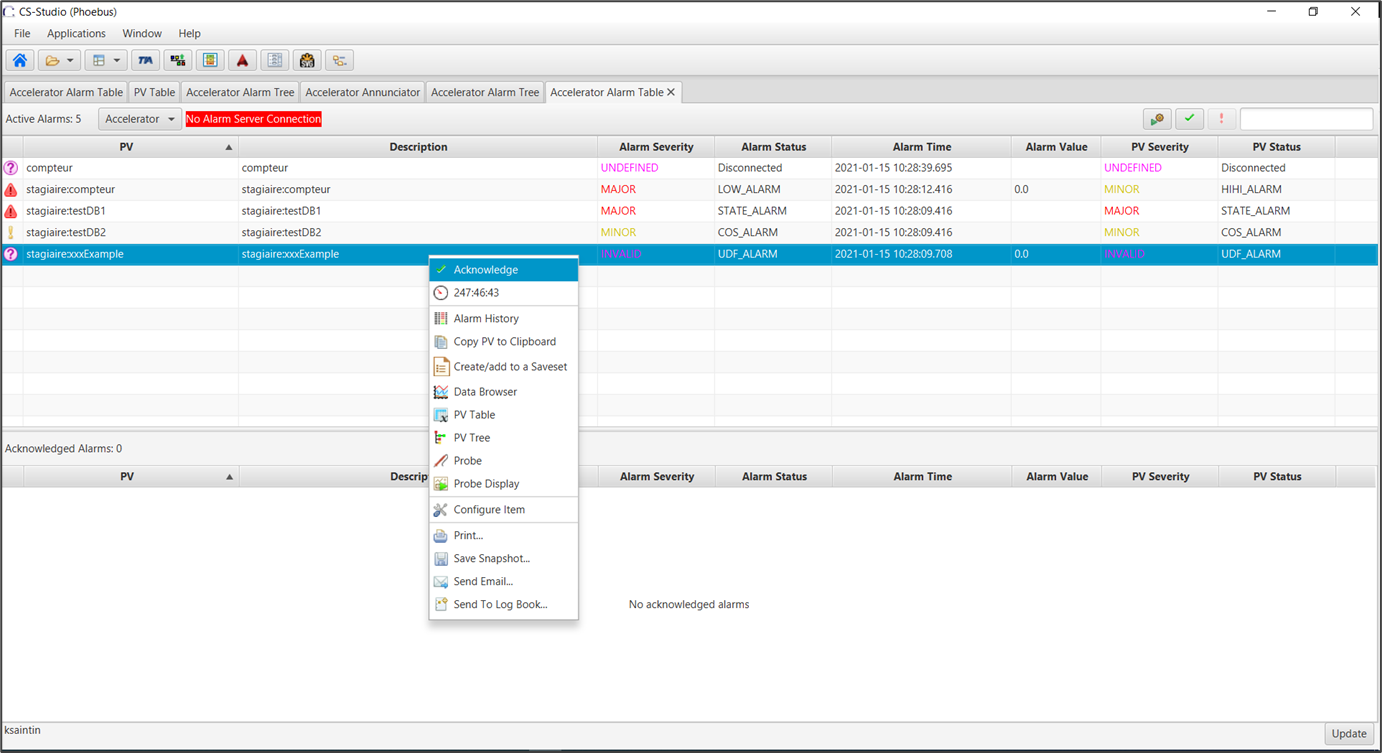 CS-Studio (Phoebus)
File Applications Window Help
Accelerator Alarm Table PV Table Accelerator Alarm Tree Accelerator Annunciator Accelerator Alarm Tree Accelerator Alarm Table
Active Alarms: 5 Accelerator No Alarm Server Connection
PV Description Alarm Severity Alarm Status Alarm Time Alarm Value PV Severity PV Status
compteur compteur UNDEFINED Disconnected 2021-01-15 10:28:39.695 UNDEFINED Disconnected
stagiaire:compteur stagiaire:compteur MAJOR LOW_ALARM 2021-01-15 10:28:12.416 0.0 MINOR HIHI_ALARM
stagiaire:testDB1 stagiaire:testDB1 MAJOR STATE_ALARM 2021-01-15 10:28:09.416 MAJOR STATE_ALARM
stagiaire:testDB2 stagiaire:testDB2 MINOR COS_ALARM 2021-01-15 10:28:09.416 MINOR COS_ALARM
stagiaire:xxxExample stagiaire:xxxExample INVALID UDF_ALARM 2021-01-15 10:28:09.708 0.0 INVALID UDF_ALARM
Acknowledge
247:46:43
Alarm History
Copy PV to Clipboard
Create/add to a Saveset
Data Browser
PV Table
PV Tree
Probe
Probe Display
Configure Item
Print...
Save Snapshot...
Send Email...
Send To Log Book...
Acknowledged Alarms: 0
PV Descrip Alarm Severity Alarm Status Alarm Time Alarm Value PV Severity PV Status
No acknowledged alarms
ksaintin Update